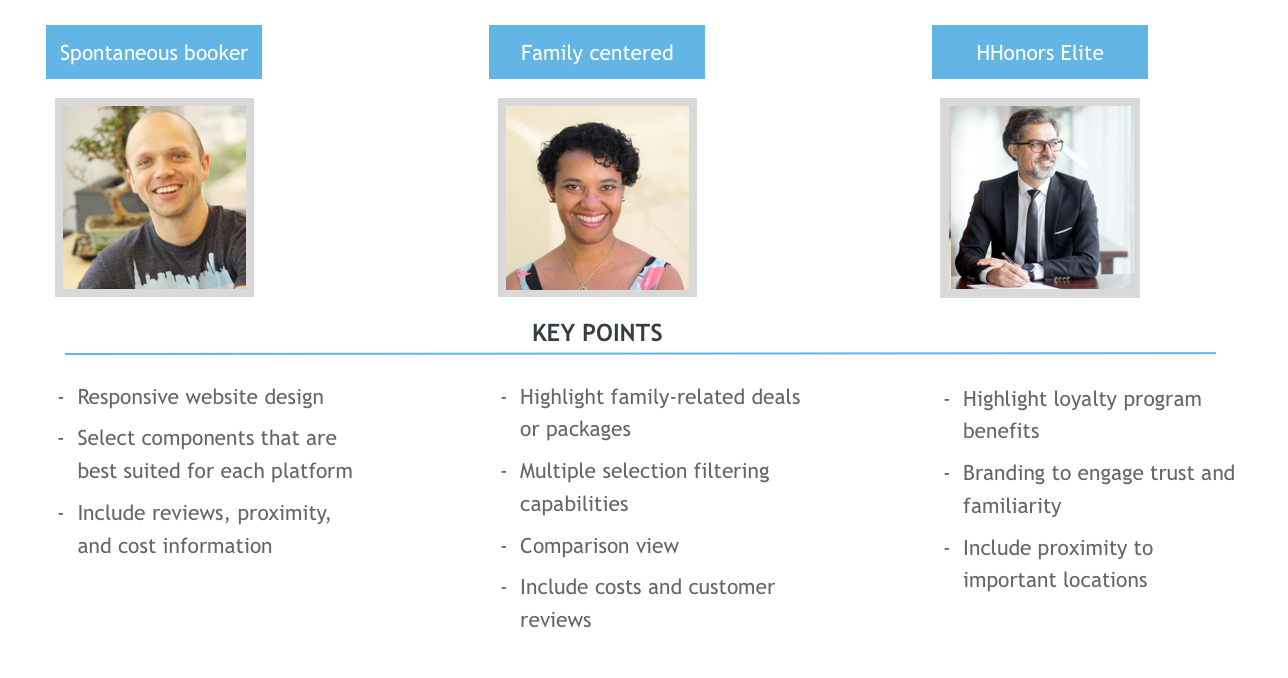 Spontaneous booker
Family centered
HHonors Elite
KEY POINTS
- Responsive website design
- Select components that are
best suited for each platform
- Include reviews, proximity,
and cost information
- Highlight family-related deals
or packages
- Multiple selection filtering
capabilities
- Comparison view
- Include costs and customer
reviews
- Highlight loyalty program
benefits
- Branding to engage trust and
familiarity
- Include proximity to
important locations